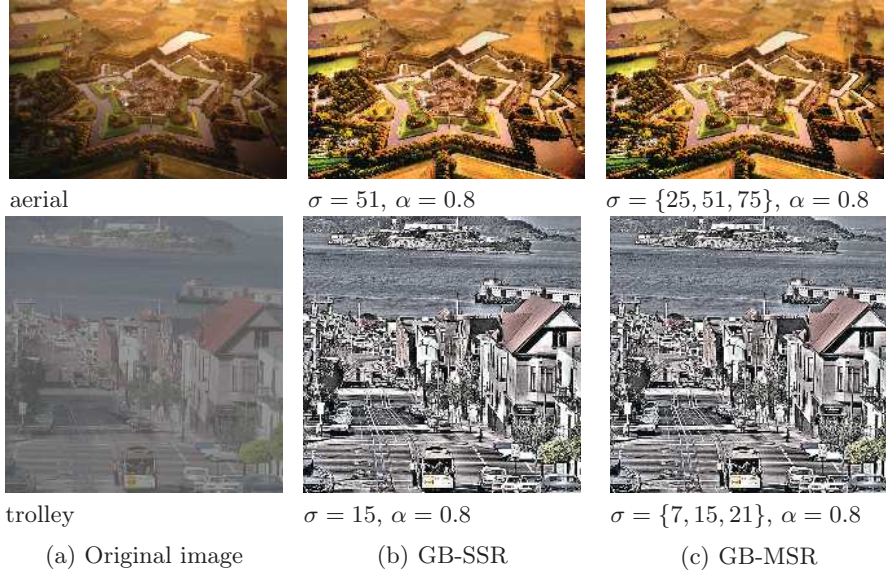 aerial
σ = 51, α = 0.8
σ = {25, 51, 75}, α = 0.8
trolley
σ = 15, α = 0.8
σ = {7, 15, 21}, α = 0.8
(a) Original image
(b) GB-SSR
(c) GB-MSR